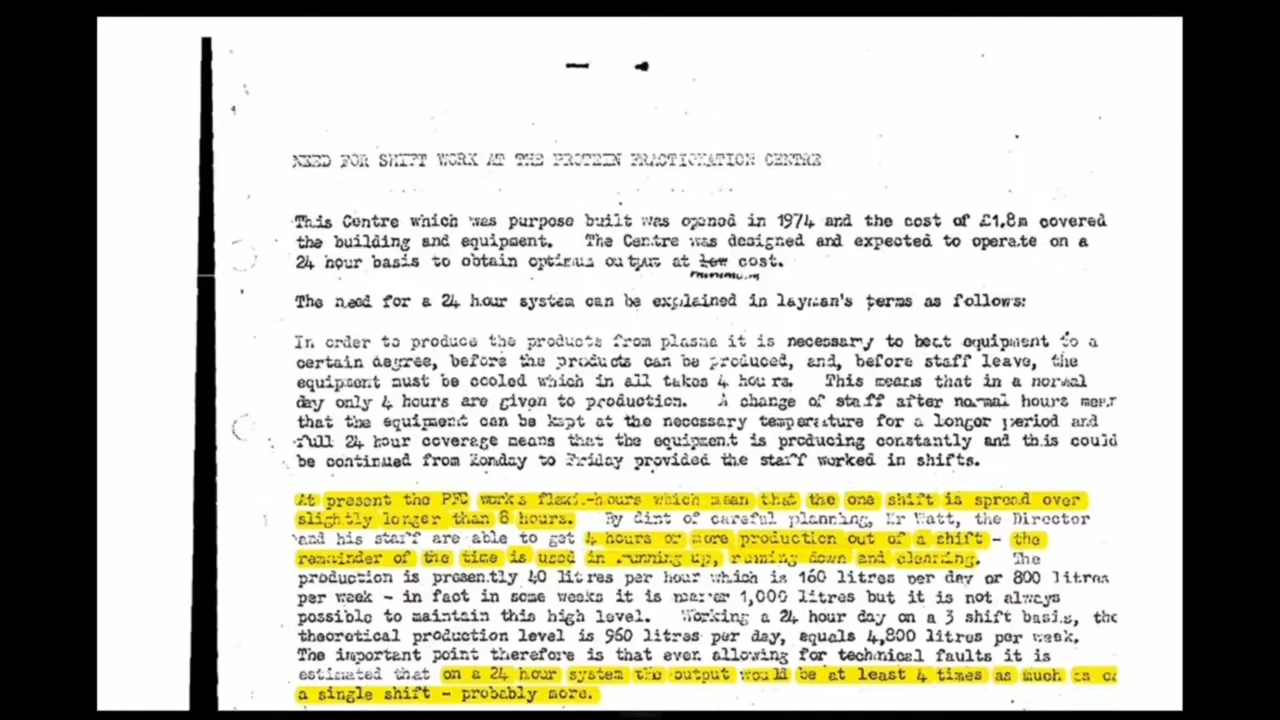 NEED FOR SHIFT WORK AT THE PROTEIN FRACTIONATION CENTRE
This Centre which was purpose built was opened in 1974 and the cost of £1.8m covered
the building and equipment. The Centre was designed and expected to operate on a
24 hour basis to obtain optimum output at low cost.
minimum
The need for a 24 hour system can be explained in layman's terms as follows:
In order to produce the products from plasma it is necessary to heat equipment to a
certain degree, before the products can be produced, and, before staff leave, the
equipment must be cooled which in all takes 4 hours. This means that in a normal
day only 4 hours are given to production. A change of staff after normal hours
that the equipment can be kept at the necessary temperature for a longer period and
full 24 hour coverage means that the equipment is producing constantly and this could
be continued from Monday to Friday provided the staff worked in shifts.
At present the PFC works flexi-hours which mean that the one shift is spread over
slightly longer than 8 hours. By dint of careful planning, Mr Watt, the Director
and his staff are able to get 4 hours or more production out of a shift - the
remainder of the time is used in running up, running down and cleaning. The
production is presently 40 litres per hour which is 160 litres per day or 800 litres
per week - in fact in some weeks it is nearer 1,000 litres but it is not always
possible to maintain this high level. Working a 24 hour day on a 3 shift basis, the
theoretical production level is 960 litres per day, equals 4,800 litres per week.
The important point therefore is that even allowing for technical faults it is
estimated that on a 24 hour system the output would be at least 4 times as much as
a single shift - probably more.